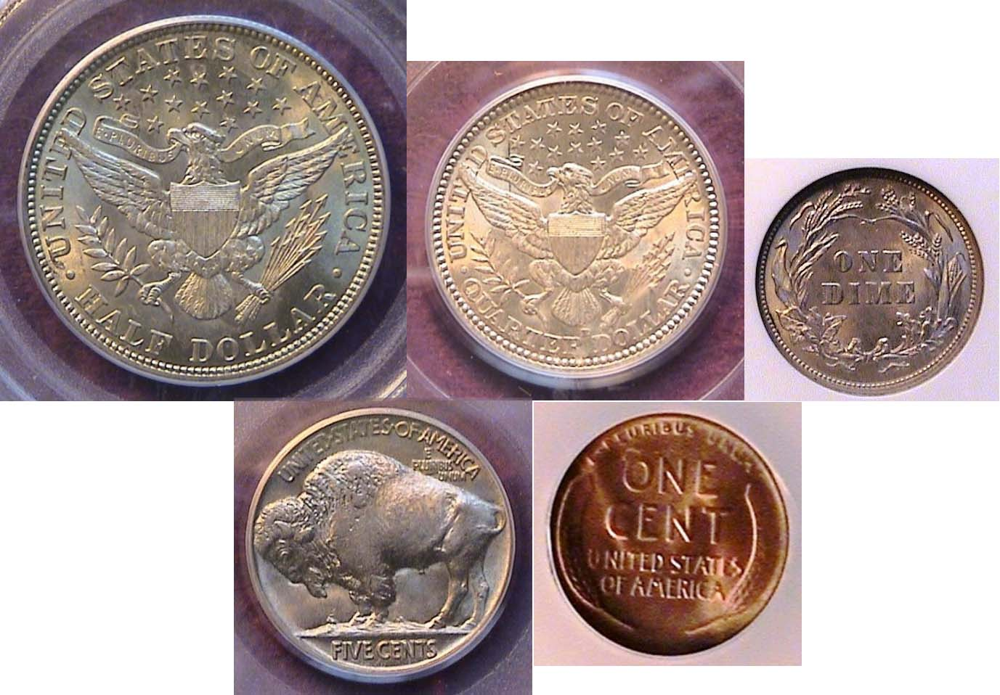 UNITED STATES OF AMERICA
E·PLURIBUS UNUM
· HALF DOLLAR ·
UNITED STATES OF AMERICA
E·PLURIBUS UNUM
· QUARTER DOLLAR ·
ONE
DIME
UNITED·STATES·OF·AMERICA
E
PLURIBUS
UNUM
FIVE CENTS
PLURIBUS
ONE
CENT
UNITED STATES
OF AMERICA